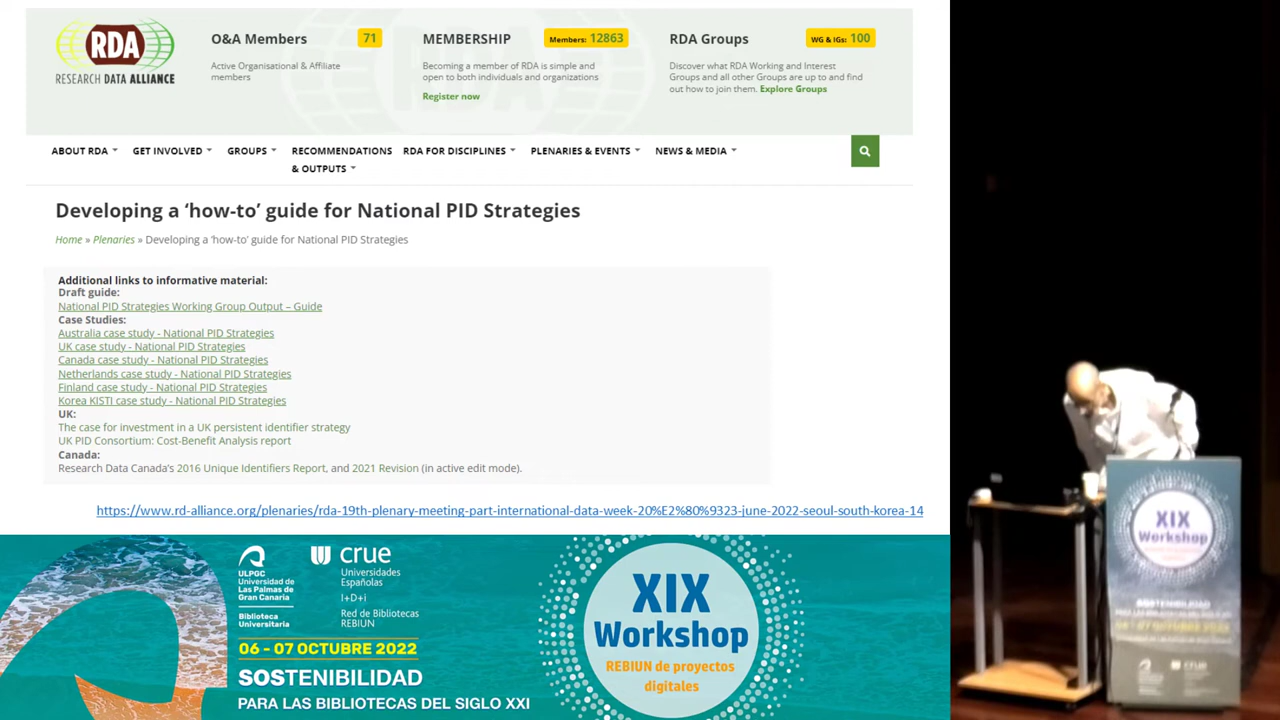 RDA
RESEARCH DATA ALLIANCE
O&A Members 71
Active Organisational & Affiliate
members
MEMBERSHIP Members: 12863
Becoming a member of RDA is simple and
open to both individuals and organizations
Register now
RDA Groups WG & IGs: 100
Discover what RDA Working and Interest
Groups and all other Groups are up to and find
out how to join them. Explore Groups
ABOUT RDA GET INVOLVED GROUPS RECOMMENDATIONS & OUTPUTS RDA FOR DISCIPLINES PLENARIES & EVENTS NEWS & MEDIA
Developing a ‘how-to’ guide for National PID Strategies
Home » Plenaries » Developing a ‘how-to’ guide for National PID Strategies
Additional links to informative material:
Draft guide:
National PID Strategies Working Group Output – Guide
Case Studies:
Australia case study - National PID Strategies
UK case study - National PID Strategies
Canada case study - National PID Strategies
Netherlands case study - National PID Strategies
Finland case study - National PID Strategies
Korea KISTI case study - National PID Strategies
UK:
The case for investment in a UK persistent identifier strategy
UK PID Consortium: Cost-Benefit Analysis report
Canada:
Research Data Canada's 2016 Unique Identifiers Report, and 2021 Revision (in active edit mode).
https://www.rd-alliance.org/plenaries/rda-19th-plenary-meeting-part-international-data-week-20%E2%80%9323-june-2022-seoul-south-korea-14
ULPGC
Universidad de
Las Palmas de
Gran Canaria
Biblioteca
Universitaria
crue
Universidades
Españolas
I+D+i
Red de Bibliotecas
REBIUN
06 - 07 OCTUBRE 2022
SOSTENIBILIDAD
PARA LAS BIBLIOTECAS DEL SIGLO XXI
XIX
Workshop
REBIUN de proyectos
digitales
XIX
Workshop
SOSTENIBILIDAD
crue